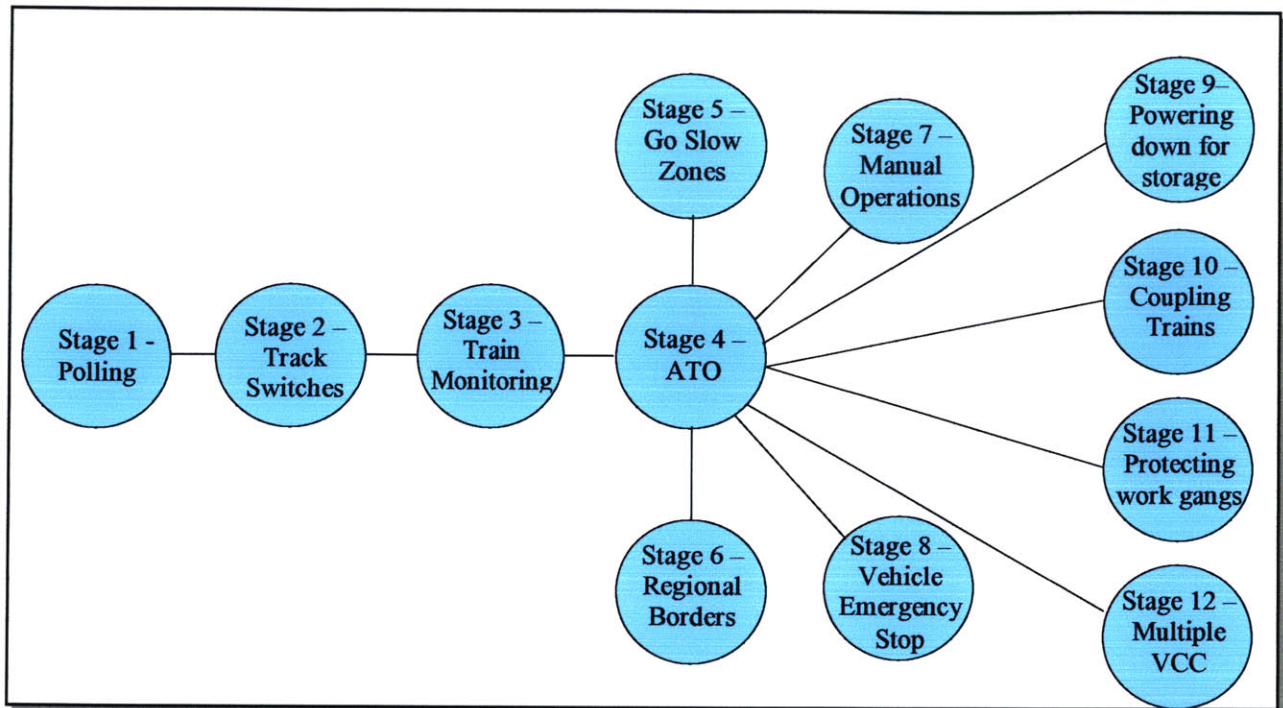 Stage 1 -
Polling
Stage 2 –
Track
Switches
Stage 3 –
Train
Monitoring
Stage 4 –
ATO
Stage 5 –
Go Slow
Zones
Stage 6 –
Regional
Borders
Stage 7 –
Manual
Operations
Stage 8 –
Vehicle
Emergency
Stop
Stage 9–
Powering
down for
storage
Stage 10 –
Coupling
Trains
Stage 11 –
Protecting
work gangs
Stage 12 –
Multiple
VCC